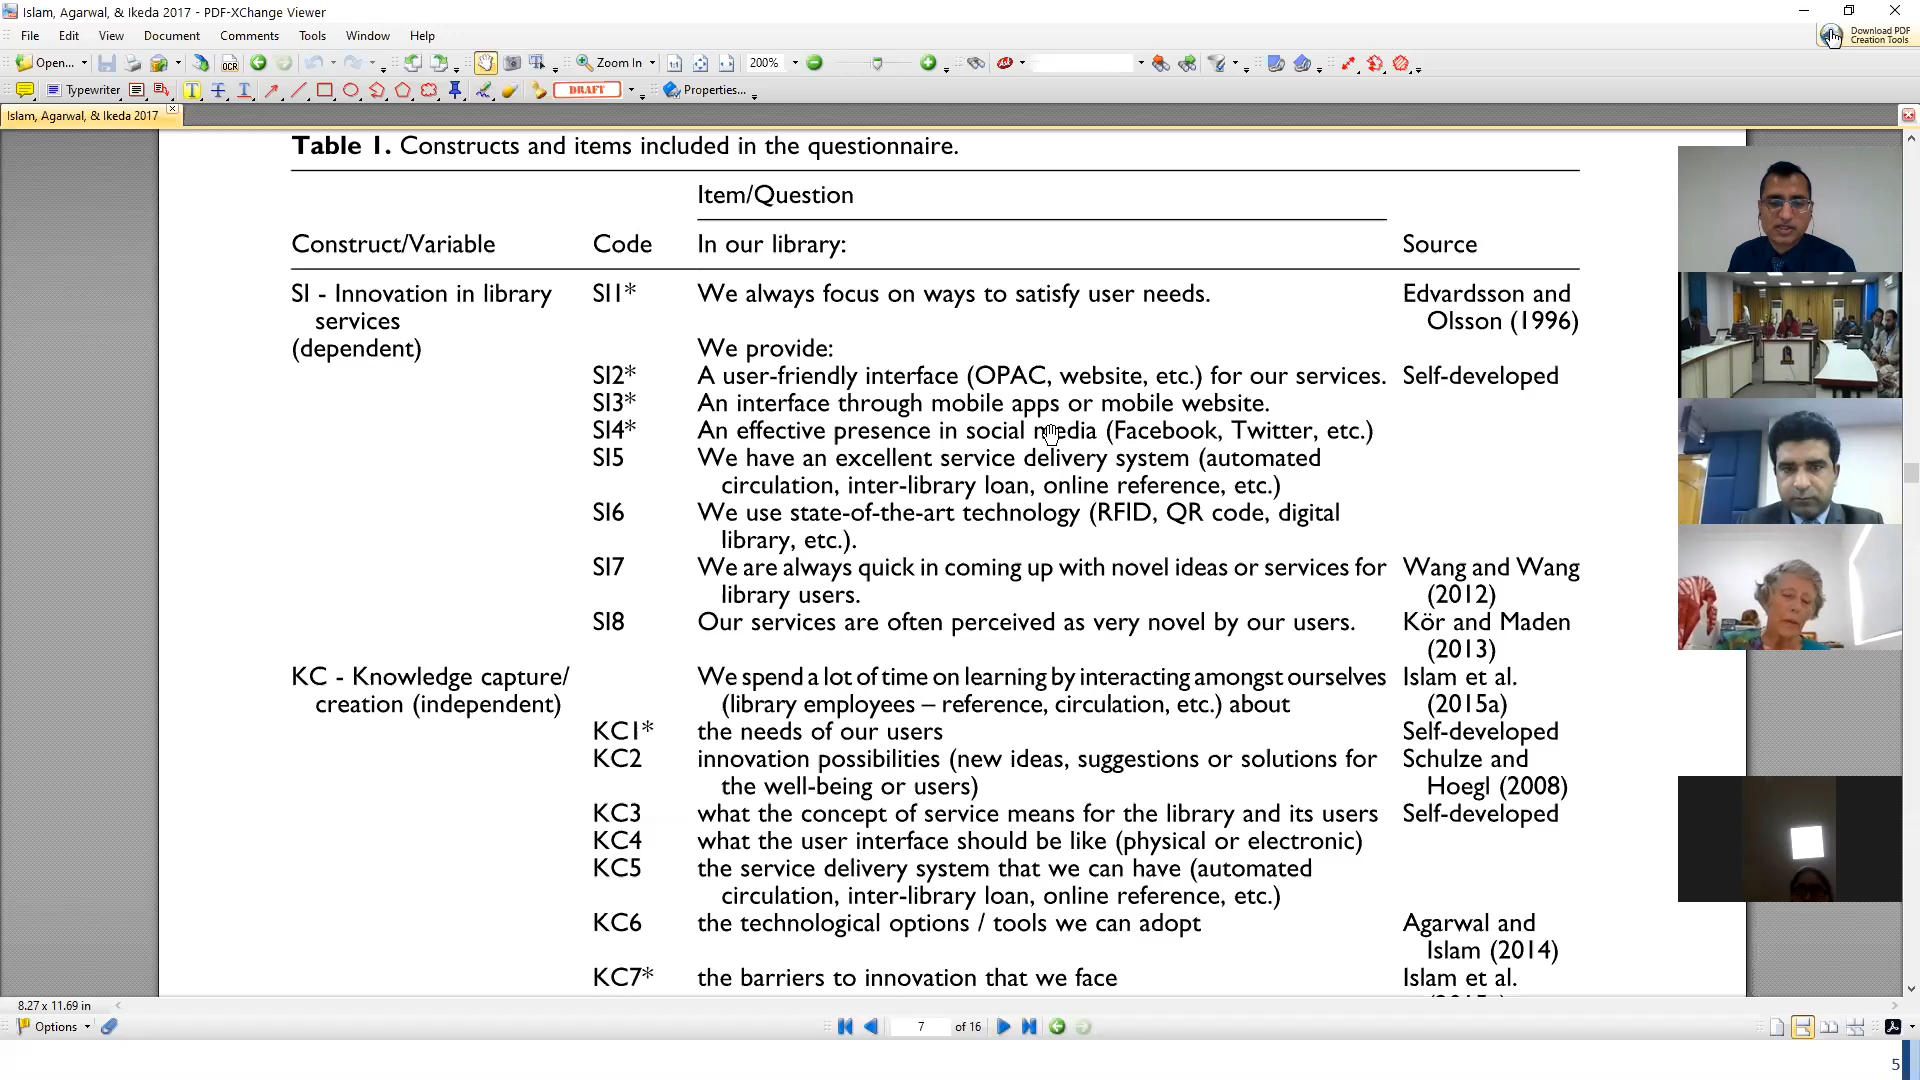 Islam, Agarwal, & Ikeda 2017 - PDF-XChange Viewer
File Edit View Document Comments Tools Window Help
Download PDF
Creation Tools
Open... OCR Zoom In 200%
Typewriter DRAFT Properties...
Islam, Agarwal, & Ikeda 2017
Table 1. Constructs and items included in the questionnaire.
Item/Question
Construct/Variable Code In our library: Source
SI - Innovation in library SI1* We always focus on ways to satisfy user needs. Edvardsson and
services Olsson (1996)
(dependent) We provide:
SI2* A user-friendly interface (OPAC, website, etc.) for our services. Self-developed
SI3* An interface through mobile apps or mobile website.
SI4* An effective presence in social media (Facebook, Twitter, etc.)
SI5 We have an excellent service delivery system (automated
circulation, inter-library loan, online reference, etc.)
SI6 We use state-of-the-art technology (RFID, QR code, digital
library, etc.).
SI7 We are always quick in coming up with novel ideas or services for Wang and Wang
library users. (2012)
SI8 Our services are often perceived as very novel by our users. Kör and Maden
(2013)
KC - Knowledge capture/ We spend a lot of time on learning by interacting amongst ourselves Islam et al.
creation (independent) (library employees – reference, circulation, etc.) about (2015a)
KC1* the needs of our users Self-developed
KC2 innovation possibilities (new ideas, suggestions or solutions for Schulze and
the well-being or users) Hoegl (2008)
KC3 what the concept of service means for the library and its users Self-developed
KC4 what the user interface should be like (physical or electronic)
KC5 the service delivery system that we can have (automated
circulation, inter-library loan, online reference, etc.)
KC6 the technological options / tools we can adopt Agarwal and
Islam (2014)
KC7* the barriers to innovation that we face Islam et al.
8.27 x 11.69 in
Options 7 of 16
5